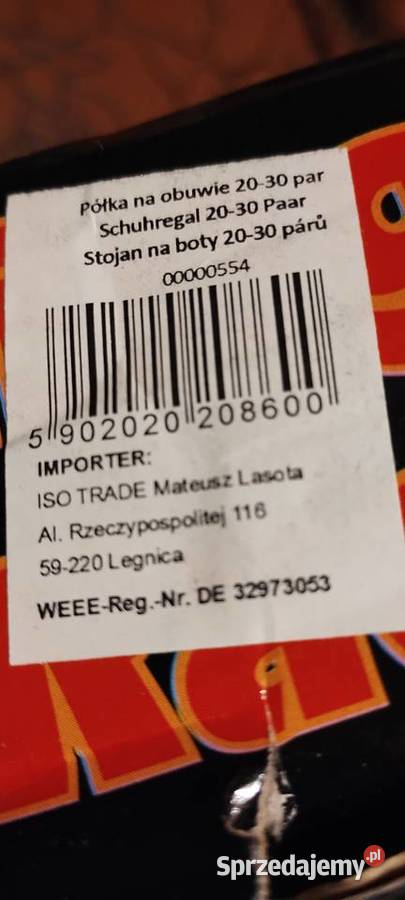 Półka na obuwie 20-30 par
Schuhregal 20-30 Paar
Stojan na boty 20-30 párů
00000554
5 902020 208600
IMPORTER:
ISO TRADE Mateusz Lasota
Al. Rzeczypospolitej 116
59-220 Legnica
WEEE-Reg.-Nr. DE 32973053
Sprzedajemy.pl